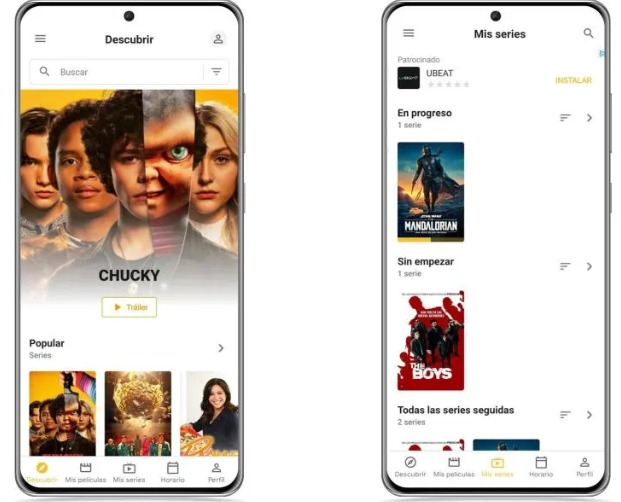 Descubrir
Buscar
CHUCKY
Tráiler
Popular
Series
Descubrir
Mis películas
Mis series
Horario
Perfil
Mis series
Patrocinado
UBEAT
INSTALAR
En progreso
1 serie
STAR WARS
MANDALORIAN
Sin empezar
1 serie
THE BOYS
Todas las series seguidas
2 series
Descubrir
Mis películas
Mis series
Horario
Perfil